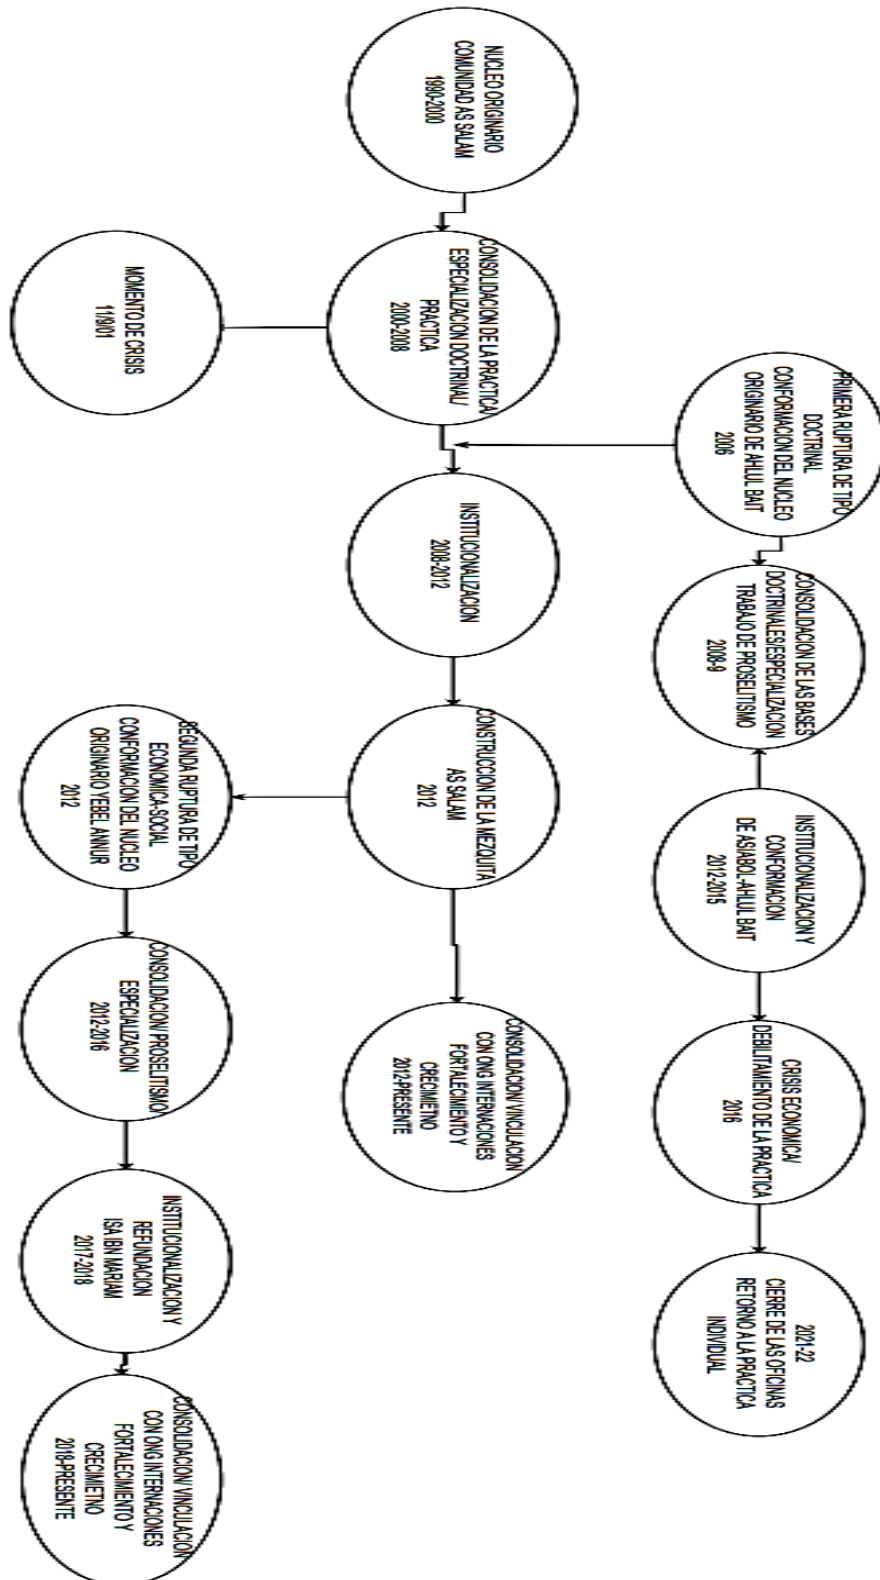 PRIMERA RUPTURA DE TIPO
DOCTRINAL
CONFORMACION DEL NUCLEO
ORIGINARIO DE AHLUL BAIT
2006
CONSOLIDACION DE LAS BASES
DOCTRINALES/ESPECIALIZACION
TRABAJO DE PROSELITISMO
2008-9
INSTITUCIONALIZACION Y
CONFORMACION
DE ASIABOL-AHLUL BAIT
2012-2015
CRISIS ECONOMICA/
DEBILITAMIENTO DE LA PRACTICA
2016
2021-22
CIERRE DE LAS OFICINAS
RETORNO A LA PRACTICA
INDIVIDUAL
NUCLEO ORIGINARIO
COMUNIDAD AS SALAM
1990-2000
CONSOLIDACION DE LA PRACTICA/
ESPECIALIZACION DOCTRINAL/
PRACTICA
2000-2008
INSTITUCIONALIZACION
2008-2012
CONSTRUCCION DE LA MEZQUITA
AS SALAM
2012
CONSOLIDACION/ VINCULACION
CON ONG INTERNACIONES
FORTALECIMIENTO Y
CRECIMIETNO
2012-PRESENTE
MOMENTO DE CRISIS
11/9/01
SEGUNDA RUPTURA DE TIPO
ECONOMICA-SOCIAL
CONFORMACION DEL NUCLEO
ORIGINARIO YEBEL ANNUR
2012
CONSOLIDACION/ PROSELITISMO/
ESPECIALIZACION
2012-2016
INSTITUCIONALIZACION Y
REFUNDACION
ISA IBN MARIAM
2017-2018
CONSOLIDACION/ VINCULACION
CON ONG INTERNACIONES
FORTALECIMIENTO Y
CRECIMIETNO
2018-PRESENTE